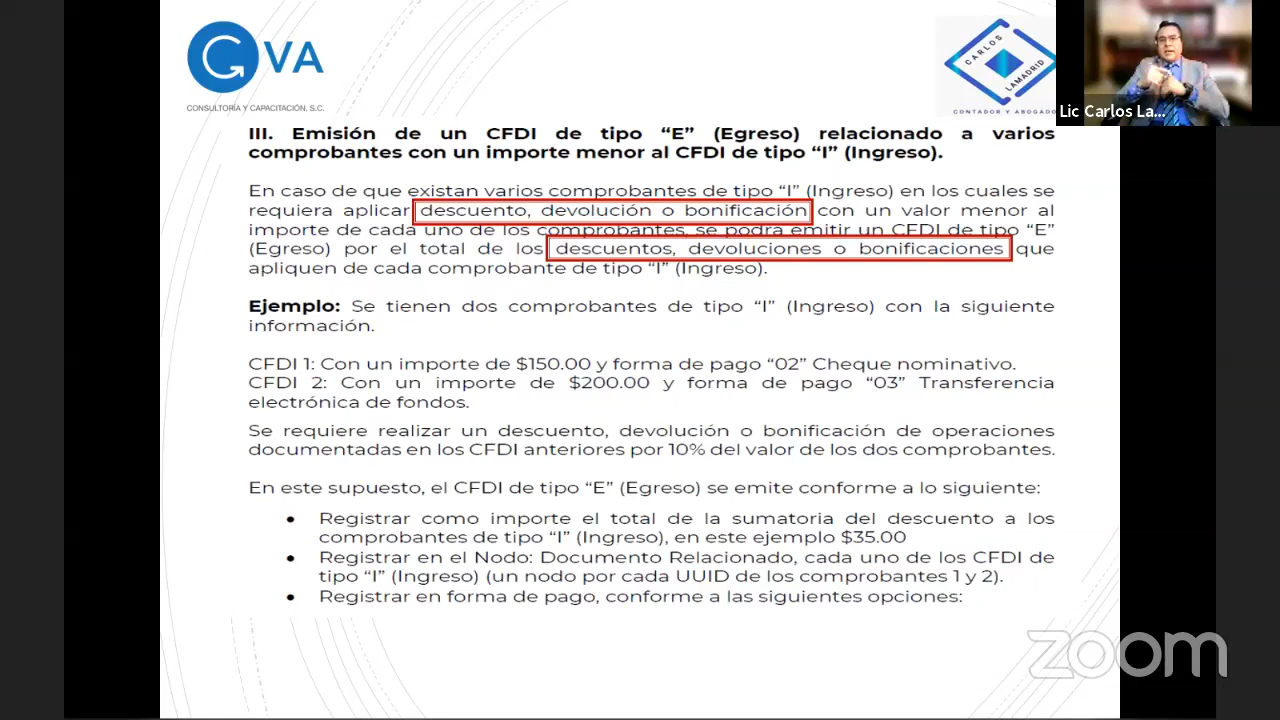 GVA
CONSULTORÍA Y CAPACITACIÓN, S.C.
CARLOS
LAMADRID
CONTADOR Y ABOGADO
Lic Carlos La...
III. Emisión de un CFDI de tipo “E” (Egreso) relacionado a varios
comprobantes con un importe menor al CFDI de tipo “I” (Ingreso).
En caso de que existan varios comprobantes de tipo “I” (Ingreso) en los cuales se
requiera aplicar descuento, devolución o bonificación con un valor menor al
importe de cada uno de los comprobantes, se podrá emitir un CFDI de tipo “E”
(Egreso) por el total de los descuentos, devoluciones o bonificaciones que
apliquen de cada comprobante de tipo “I” (Ingreso).
Ejemplo: Se tienen dos comprobantes de tipo “I” (Ingreso) con la siguiente
información.
CFDI 1: Con un importe de $150.00 y forma de pago “02” Cheque nominativo.
CFDI 2: Con un importe de $200.00 y forma de pago “03” Transferencia
electrónica de fondos.
Se requiere realizar un descuento, devolución o bonificación de operaciones
documentadas en los CFDI anteriores por 10% del valor de los dos comprobantes.
En este supuesto, el CFDI de tipo “E” (Egreso) se emite conforme a lo siguiente:
• Registrar como importe el total de la sumatoria del descuento a los
comprobantes de tipo “I” (Ingreso), en este ejemplo $35.00
• Registrar en el Nodo: Documento Relacionado, cada uno de los CFDI de
tipo “I” (Ingreso) (un nodo por cada UUID de los comprobantes 1 y 2).
• Registrar en forma de pago, conforme a las siguientes opciones:
zoom